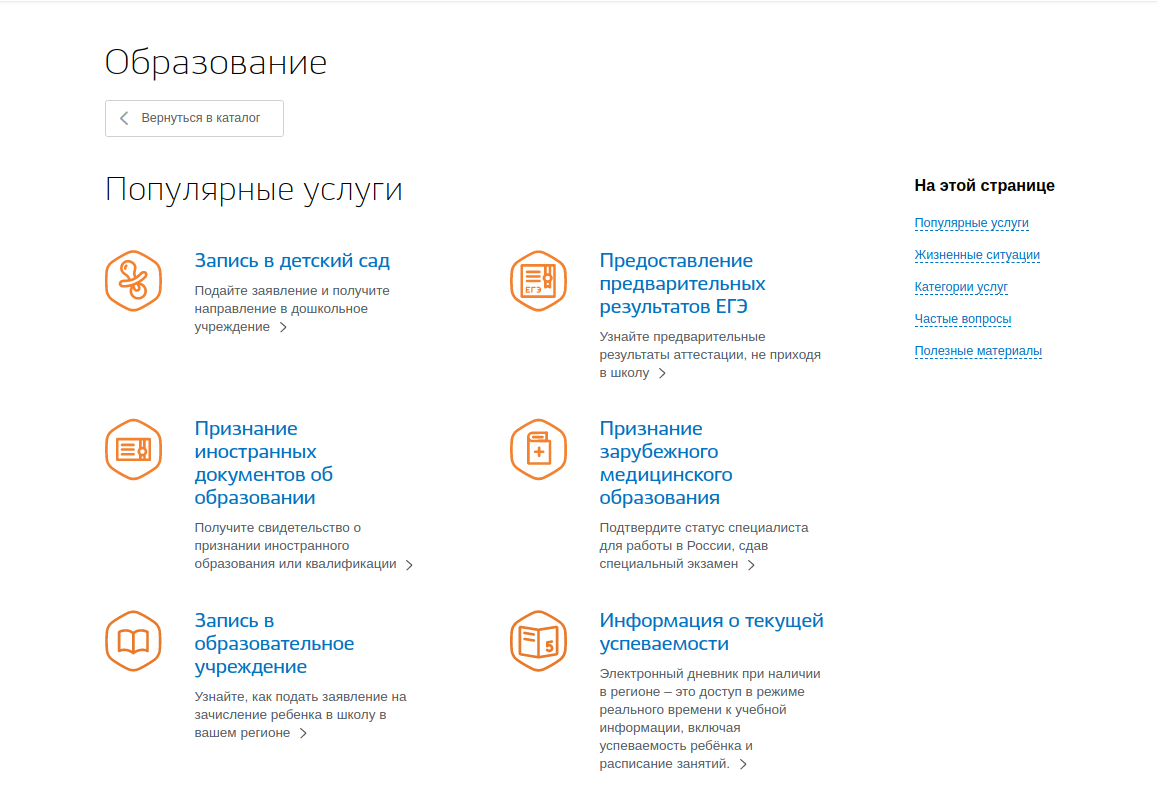 Образование
Вернуться в каталог
Популярные услуги
Запись в детский сад
Подайте заявление и получите
направление в дошкольное
учреждение
ЕГЭ
Предоставление
предварительных
результатов ЕГЭ
Узнайте предварительные
результаты аттестации, не приходя
в школу
Признание
иностранных
документов об
образовании
Получите свидетельство о
признании иностранного
образования или квалификации
Признание
зарубежного
медицинского
образования
Подтвердите статус специалиста
для работы в России, сдав
специальный экзамен
Запись в
образовательное
учреждение
Узнайте, как подать заявление на
зачисление ребенка в школу в
вашем регионе
5
Информация о текущей
успеваемости
Электронный дневник при наличии
в регионе – это доступ в режиме
реального времени к учебной
информации, включая
успеваемость ребёнка и
расписание занятий.
На этой странице
Популярные услуги
Жизненные ситуации
Категории услуг
Частые вопросы
Полезные материалы